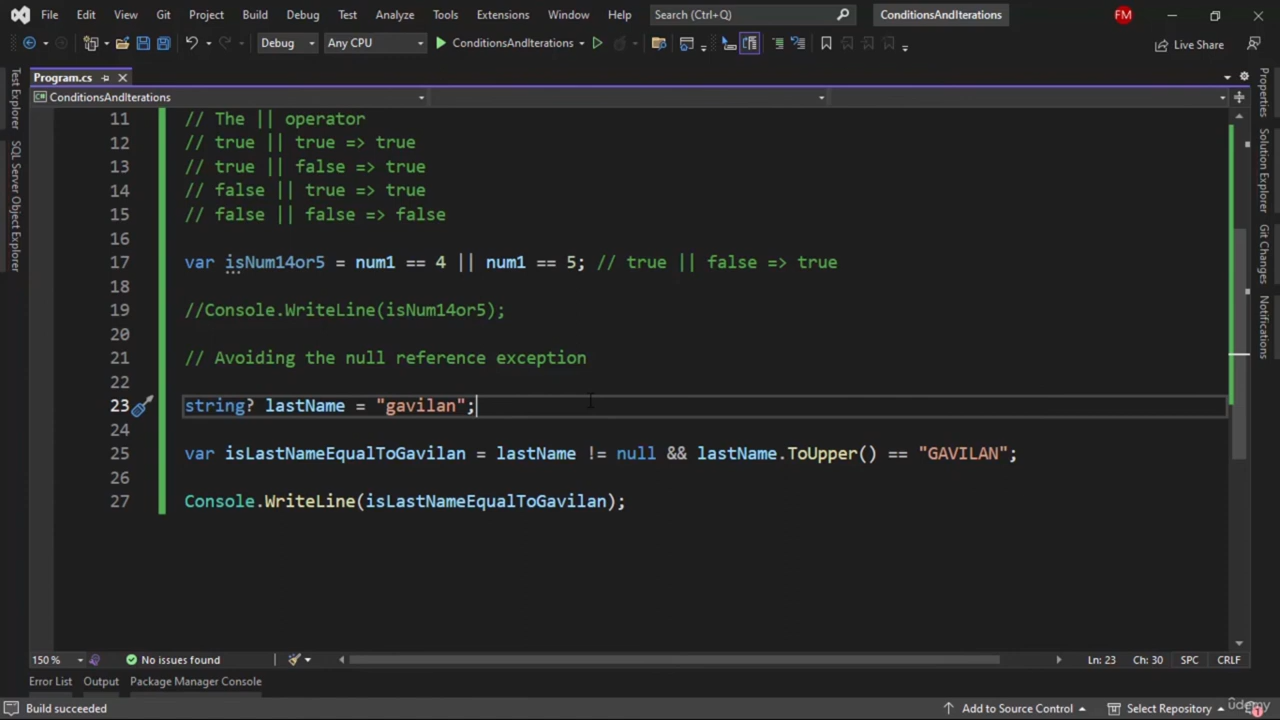 File Edit View Git Project Build Debug Test Analyze Tools Extensions Window Help Search (Ctrl+Q) ConditionsAndIterations FM
Debug Any CPU ConditionsAndIterations Live Share
Program.cs
ConditionsAndIterations
Test Explorer
SQL Server Object Explorer
Properties
Solution Explorer
Git Changes
Notifications
11 // The || operator
12 // true || true => true
13 // true || false => true
14 // false || true => true
15 // false || false => false
16
17 var isNum14or5 = num1 == 4 || num1 == 5; // true || false => true
18
19 //Console.WriteLine(isNum14or5);
20
21 // Avoiding the null reference exception
22
23 string? lastName = "gavilan";
24
25 var isLastNameEqualToGavilan = lastName != null && lastName.ToUpper() == "GAVILAN";
26
27 Console.WriteLine(isLastNameEqualToGavilan);
150 % No issues found Ln: 23 Ch: 30 SPC CRLF
Error List Output Package Manager Console
Build succeeded Add to Source Control Select Repository 1
udemy